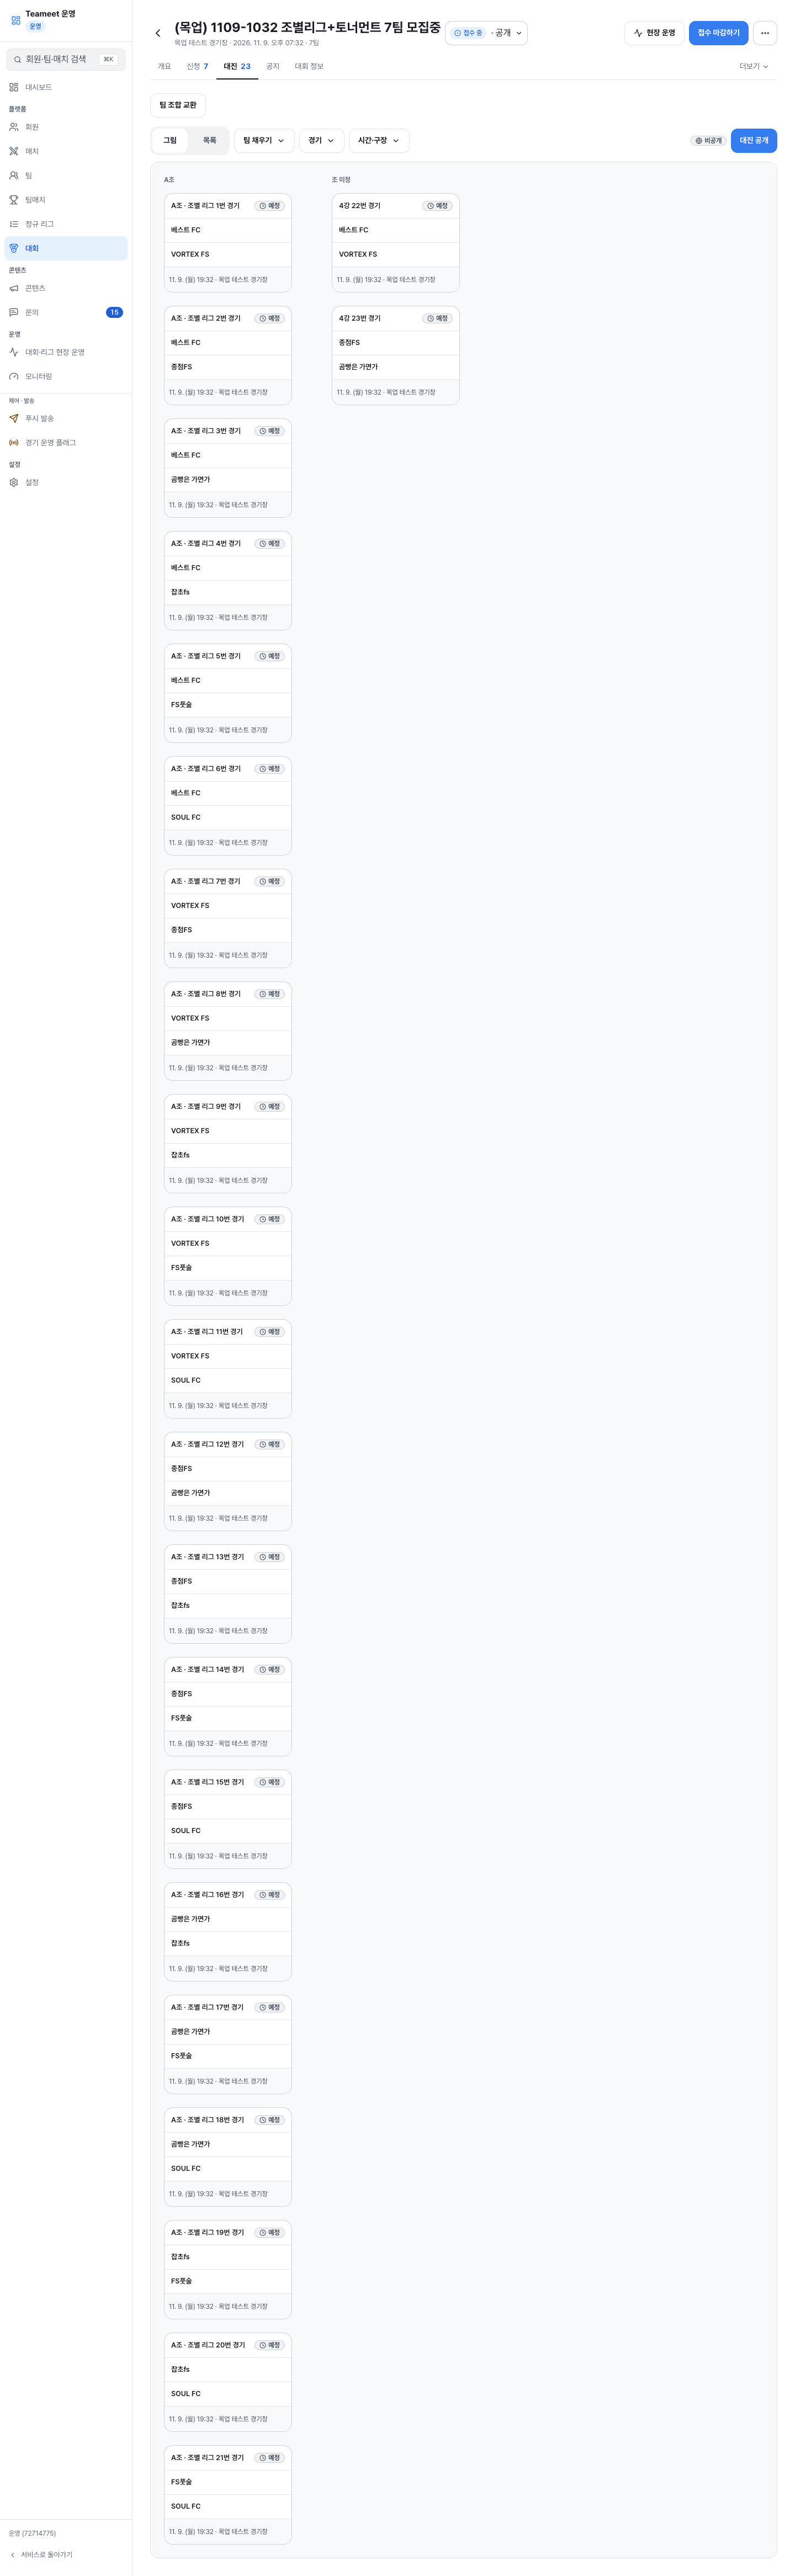 Teameet 운영
운영
회원·팀·매치 검색 ⌘K
대시보드
플랫폼
회원
매치
팀
팀매치
정규 리그
대회
콘텐츠
콘텐츠
문의 15
운영
대회·리그 현장 운영
모니터링
제어 · 발송
푸시 발송
경기 운영 플래그
설정
설정
운영 (72714775)
서비스로 돌아가기
(목업) 1109-1032 조별리그+토너먼트 7팀 모집중
접수 중 · 공개
목업 테스트 경기장 · 2026. 11. 9. 오후 07:32 · 7팀
현장 운영
접수 마감하기
개요
신청 7
대진 23
공지
대회 정보
더보기
팀 조합 교환
그림
목록
팀 채우기
경기
시간·구장
비공개
대진 공개
A조
A조 · 조별 리그 1번 경기 예정
베스트 FC
VORTEX FS
11. 9. (월) 19:32 · 목업 테스트 경기장
A조 · 조별 리그 2번 경기 예정
베스트 FC
종점FS
11. 9. (월) 19:32 · 목업 테스트 경기장
A조 · 조별 리그 3번 경기 예정
베스트 FC
곰빵은 가면가
11. 9. (월) 19:32 · 목업 테스트 경기장
A조 · 조별 리그 4번 경기 예정
베스트 FC
잡초fs
11. 9. (월) 19:32 · 목업 테스트 경기장
A조 · 조별 리그 5번 경기 예정
베스트 FC
FS풋술
11. 9. (월) 19:32 · 목업 테스트 경기장
A조 · 조별 리그 6번 경기 예정
베스트 FC
SOUL FC
11. 9. (월) 19:32 · 목업 테스트 경기장
A조 · 조별 리그 7번 경기 예정
VORTEX FS
종점FS
11. 9. (월) 19:32 · 목업 테스트 경기장
A조 · 조별 리그 8번 경기 예정
VORTEX FS
곰빵은 가면가
11. 9. (월) 19:32 · 목업 테스트 경기장
A조 · 조별 리그 9번 경기 예정
VORTEX FS
잡초fs
11. 9. (월) 19:32 · 목업 테스트 경기장
A조 · 조별 리그 10번 경기 예정
VORTEX FS
FS풋술
11. 9. (월) 19:32 · 목업 테스트 경기장
A조 · 조별 리그 11번 경기 예정
VORTEX FS
SOUL FC
11. 9. (월) 19:32 · 목업 테스트 경기장
A조 · 조별 리그 12번 경기 예정
종점FS
곰빵은 가면가
11. 9. (월) 19:32 · 목업 테스트 경기장
A조 · 조별 리그 13번 경기 예정
종점FS
잡초fs
11. 9. (월) 19:32 · 목업 테스트 경기장
A조 · 조별 리그 14번 경기 예정
종점FS
FS풋술
11. 9. (월) 19:32 · 목업 테스트 경기장
A조 · 조별 리그 15번 경기 예정
종점FS
SOUL FC
11. 9. (월) 19:32 · 목업 테스트 경기장
A조 · 조별 리그 16번 경기 예정
곰빵은 가면가
잡초fs
11. 9. (월) 19:32 · 목업 테스트 경기장
A조 · 조별 리그 17번 경기 예정
곰빵은 가면가
FS풋술
11. 9. (월) 19:32 · 목업 테스트 경기장
A조 · 조별 리그 18번 경기 예정
곰빵은 가면가
SOUL FC
11. 9. (월) 19:32 · 목업 테스트 경기장
A조 · 조별 리그 19번 경기 예정
잡초fs
FS풋술
11. 9. (월) 19:32 · 목업 테스트 경기장
A조 · 조별 리그 20번 경기 예정
잡초fs
SOUL FC
11. 9. (월) 19:32 · 목업 테스트 경기장
A조 · 조별 리그 21번 경기 예정
FS풋술
SOUL FC
11. 9. (월) 19:32 · 목업 테스트 경기장
조 미정
4강 22번 경기 예정
베스트 FC
VORTEX FS
11. 9. (월) 19:32 · 목업 테스트 경기장
4강 23번 경기 예정
종점FS
곰빵은 가면가
11. 9. (월) 19:32 · 목업 테스트 경기장